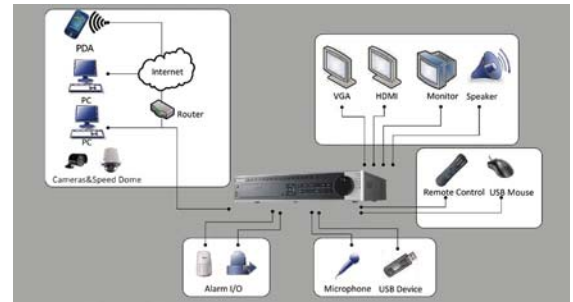 PDA
Internet
PC
Router
PC
Cameras&Speed Dome
VGA
HDMI
Monitor
Speaker
Remote Control
USB Mouse
Alarm I/O
Microphone
USB Device